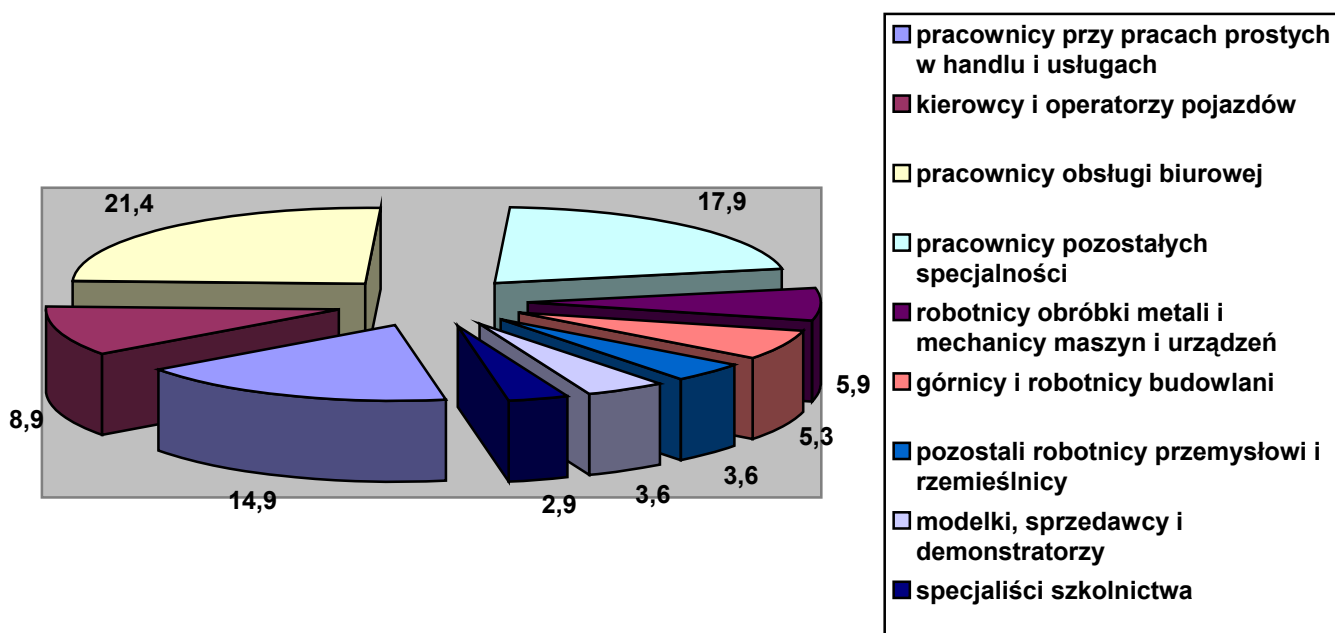 21,4
17,9
8,9
14,9
2,9
3,6
3,6
5,3
5,9
pracownicy przy pracach prostych
w handlu i usługach
kierowcy i operatorzy pojazdów
pracownicy obsługi biurowej
pracownicy pozostałych
specjalności
robotnicy obróbki metali i
mechanicy maszyn i urządzeń
górnicy i robotnicy budowlani
pozostali robotnicy przemysłowi i
rzemieślnicy
modelki, sprzedawcy i
demonstratorzy
specjaliści szkolnictwa